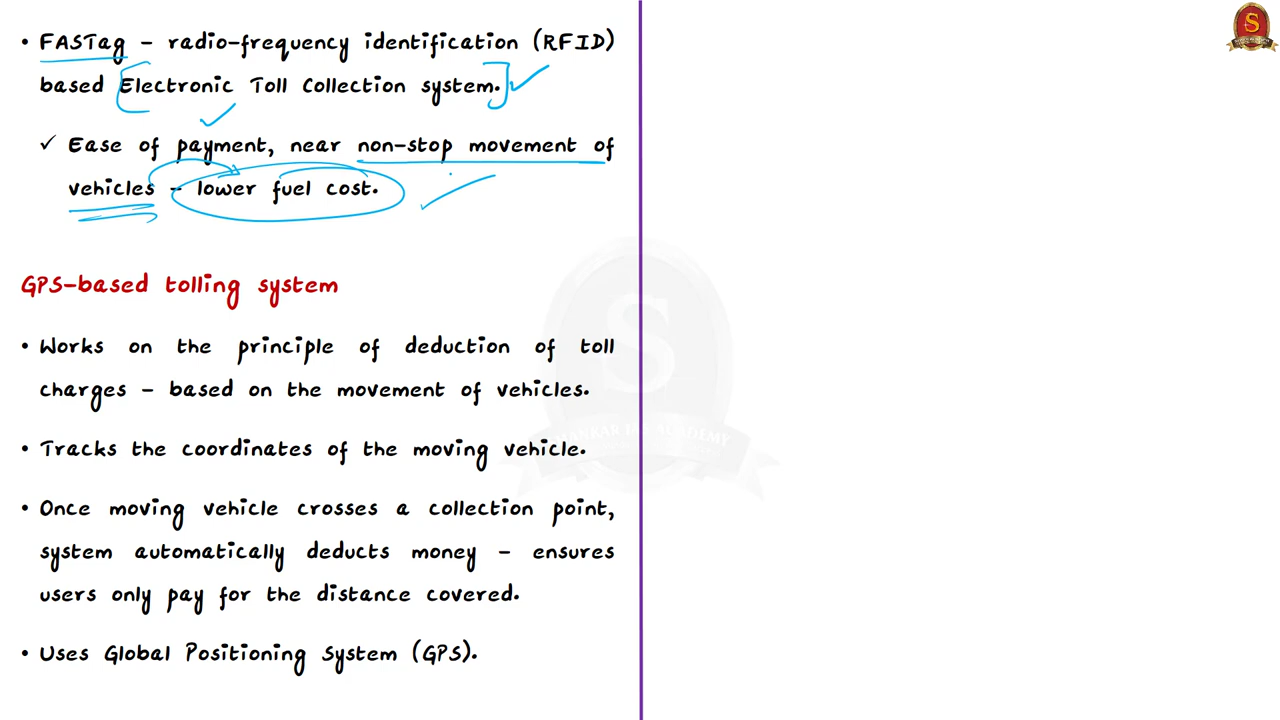 • FASTag – radio-frequency identification (RFID)
based Electronic Toll Collection system.
✓ Ease of payment, near non-stop movement of
vehicles – lower fuel cost.
GPS-based tolling system
• Works on the principle of deduction of toll
charges – based on the movement of vehicles.
• Tracks the coordinates of the moving vehicle.
• Once moving vehicle crosses a collection point,
system automatically deducts money – ensures
users only pay for the distance covered.
• Uses Global Positioning System (GPS).
S
S